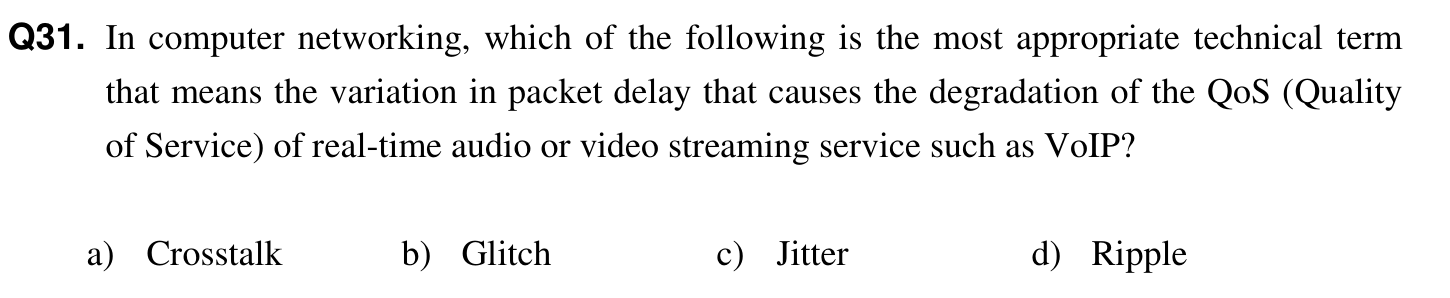 Q31. In computer networking, which of the following is the most appropriate technical term
that means the variation in packet delay that causes the degradation of the QoS (Quality
of Service) of real-time audio or video streaming service such as VoIP?
a) Crosstalk b) Glitch c) Jitter d) Ripple